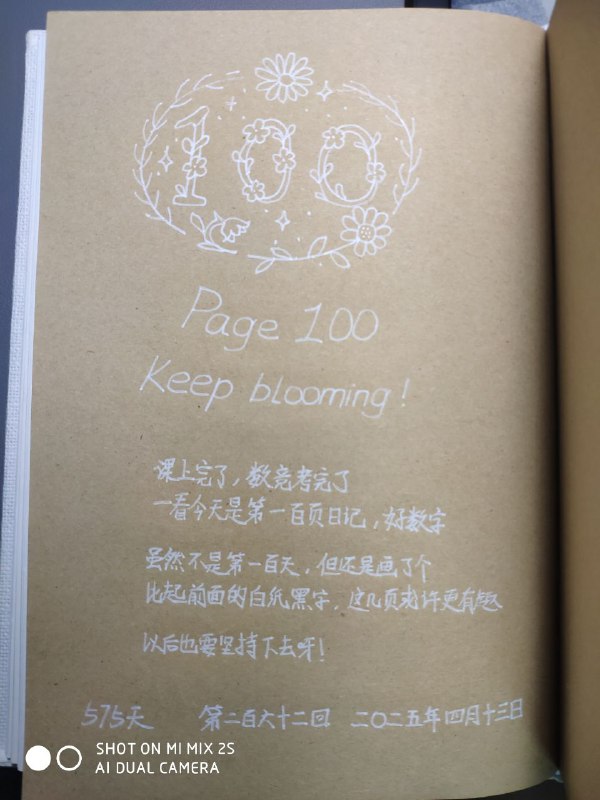 100
Page 100
Keep blooming!
课上完了，数竞考完了
一看今天是第一百页日记，好数字
虽然不是第一百天，但还是画了个
比起前面的白纸黑字，这几页或许更有趣
以后也要坚持下去呀！
575天 第二百六十二回 二〇二五年四月十三日
SHOT ON MI MIX 2S
AI DUAL CAMERA